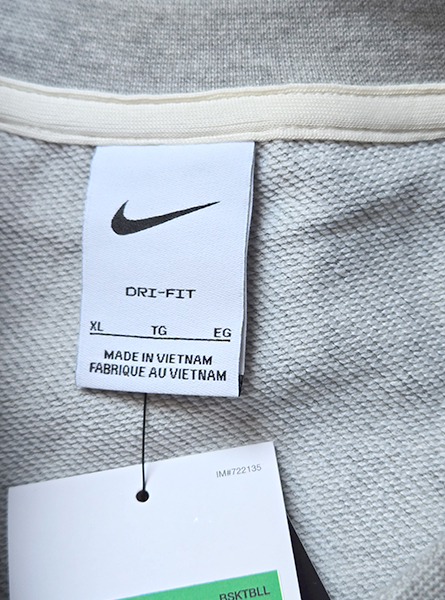 DRI-FIT
XL TG EG
MADE IN VIETNAM
FABRIQUE AU VIETNAM
IM#722135
BSKTBLL